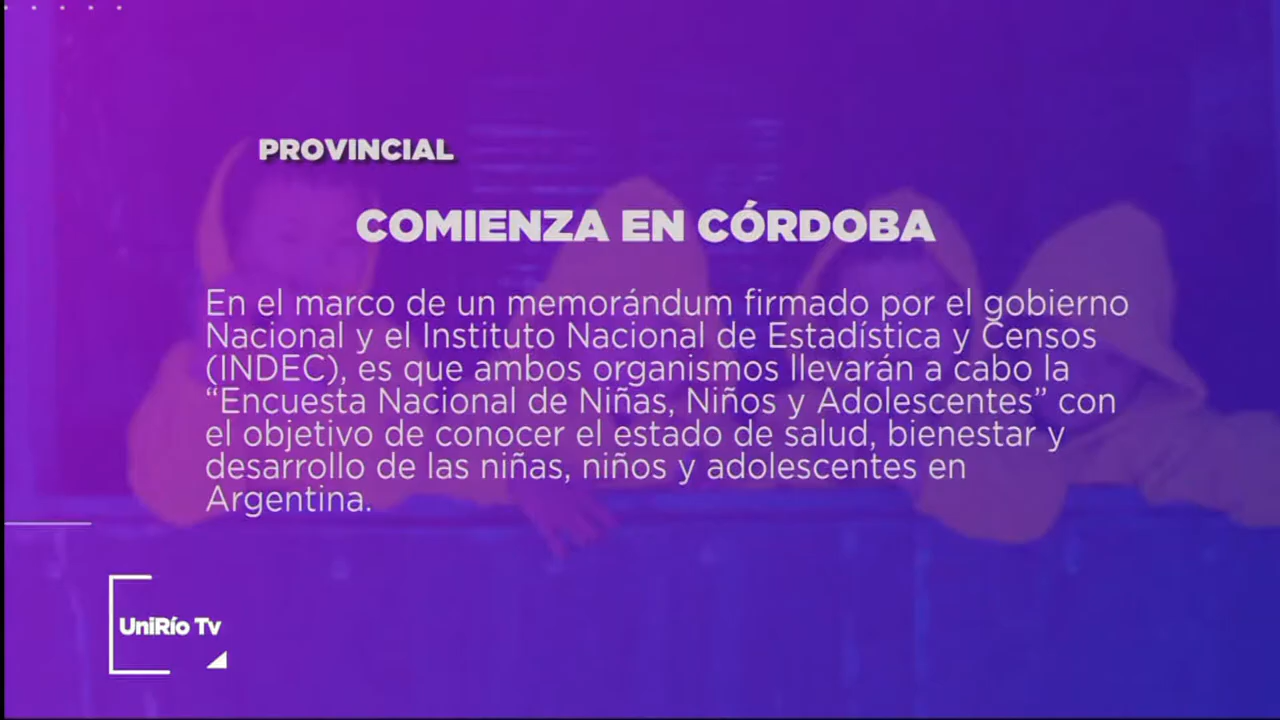 PROVINCIAL
COMIENZA EN CÓRDOBA
En el marco de un memorándum firmado por el gobierno
Nacional y el Instituto Nacional de Estadística y Censos
(INDEC), es que ambos organismos llevarán a cabo la
“Encuesta Nacional de Niñas, Niños y Adolescentes” con
el objetivo de conocer el estado de salud, bienestar y
desarrollo de las niñas, niños y adolescentes en
Argentina.
UniRío Tv